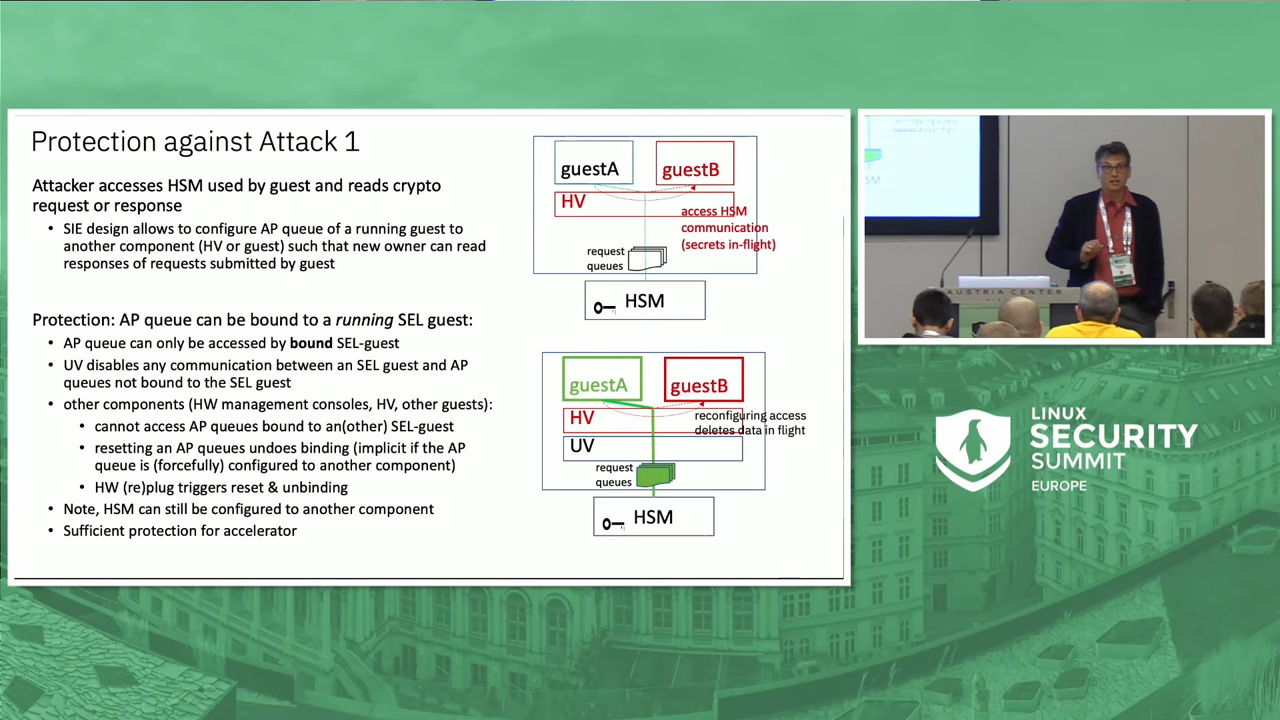 Protection against Attack 1
Attacker accesses HSM used by guest and reads crypto
request or response
• SIE design allows to configure AP queue of a running guest to
another component (HV or guest) such that new owner can read
responses of requests submitted by guest
Protection: AP queue can be bound to a running SEL guest:
• AP queue can only be accessed by bound SEL-guest
• UV disables any communication between an SEL guest and AP
queues not bound to the SEL guest
• other components (HW management consoles, HV, other guests):
• cannot access AP queues bound to an(other) SEL-guest
• resetting an AP queues undoes binding (implicit if the AP
queue is (forcefully) configured to another component)
• HW (re)plug triggers reset & unbinding
• Note, HSM can still be configured to another component
• Sufficient protection for accelerator
guestA
guestB
HV
access HSM
communication
(secrets in-flight)
request
queues
HSM
guestA
guestB
HV
reconfiguring access
deletes data in flight
UV
request
queues
HSM
AUSTRIA CENTER
LINUX
SECURITY
SUMMIT
EUROPE